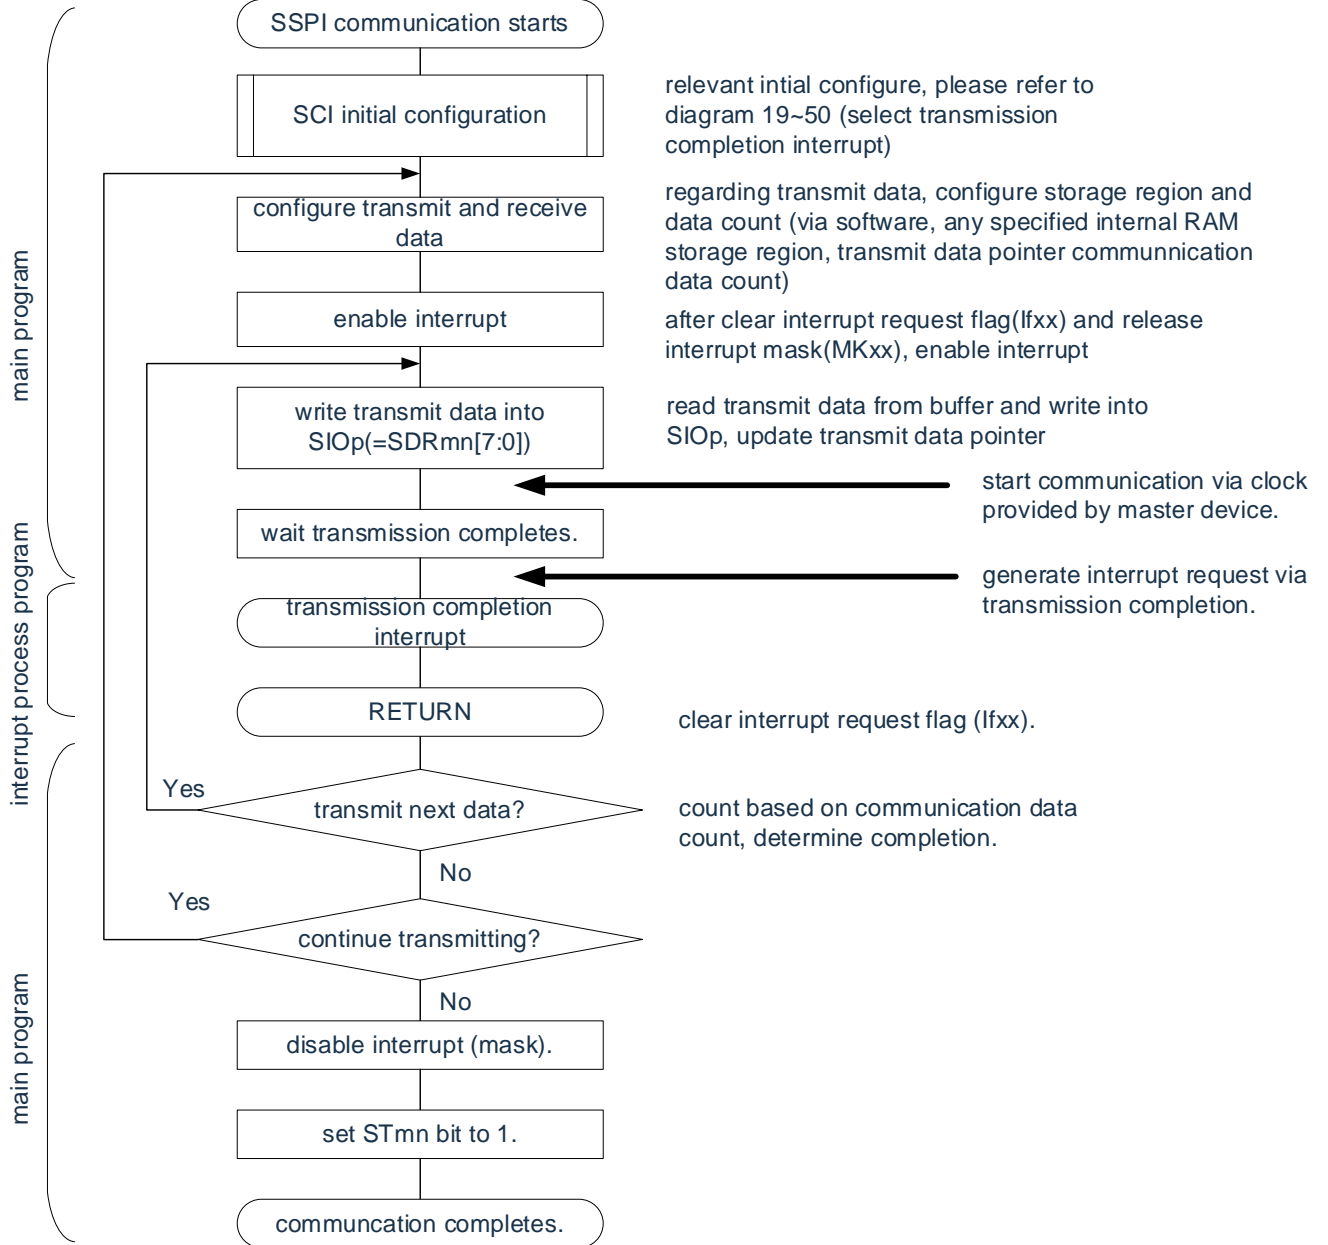 SSPI communication starts
SCI initial configuration
relevant intial configure, please refer to
diagram 19~50 (select transmission
completion interrupt)
configure transmit and receive
data
regarding transmit data, configure storage region and
data count (via software, any specified internal RAM
storage region, transmit data pointer communnication
data count)
main program
enable interrupt
after clear interrupt request flag(Ifxx) and release
interrupt mask(MKxx), enable interrupt
write transmit data into
SIOp(=SDRmn[7:0])
read transmit data from buffer and write into
SIOp, update transmit data pointer
start communication via clock
provided by master device.
wait transmission completes.
generate interrupt request via
transmission completion.
interrupt process program
transmission completion
interrupt
RETURN
clear interrupt request flag (Ifxx).
Yes
transmit next data?
count based on communication data
count, determine completion.
No
Yes
continue transmitting?
No
main program
disable interrupt (mask).
set STmn bit to 1.
communcation completes.